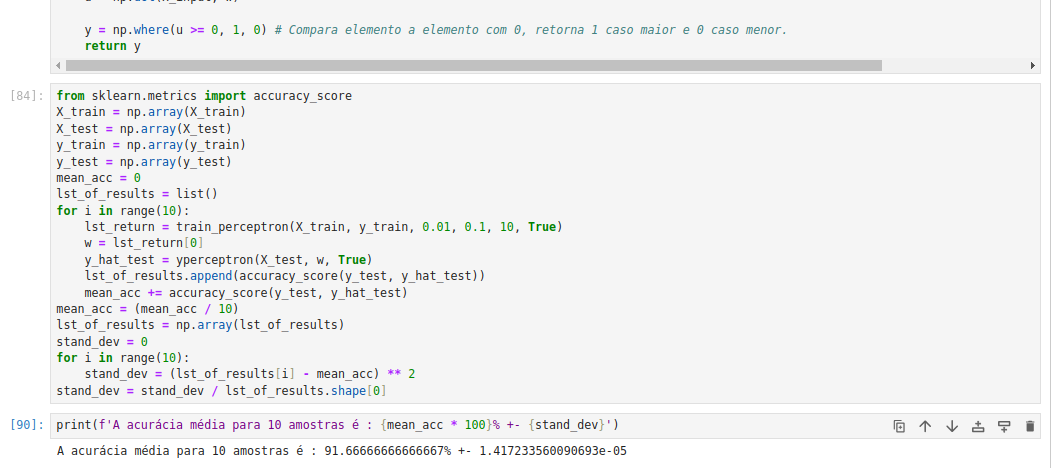 y = np.where(u >= 0, 1, 0) # Compara elemento a elemento com 0, retorna 1 caso maior e 0 caso menor.
return y
[84]:
from sklearn.metrics import accuracy_score
X_train = np.array(X_train)
X_test = np.array(X_test)
y_train = np.array(y_train)
y_test = np.array(y_test)
mean_acc = 0
lst_of_results = list()
for i in range(10):
    lst_return = train_perceptron(X_train, y_train, 0.01, 0.1, 10, True)
    w = lst_return[0]
    y_hat_test = yperceptron(X_test, w, True)
    lst_of_results.append(accuracy_score(y_test, y_hat_test))
    mean_acc += accuracy_score(y_test, y_hat_test)
mean_acc = (mean_acc / 10)
lst_of_results = np.array(lst_of_results)
stand_dev = 0
for i in range(10):
    stand_dev = (lst_of_results[i] - mean_acc) ** 2
stand_dev = stand_dev / lst_of_results.shape[0]
[90]:
print(f'A acurácia média para 10 amostras é : {mean_acc * 100}% +- {stand_dev}')
A acurácia média para 10 amostras é : 91.66666666666667% +- 1.417233560090693e-05